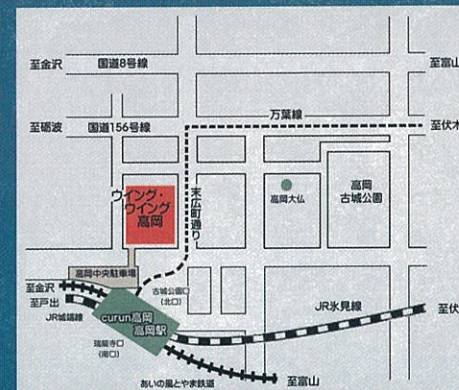 至金沢
国道8号線
至富山
万葉線
至砺波
国道156号線
至伏木
ウイング・
ウイング
高岡
末広町通り
高岡大仏
高岡
古城公園
高岡中央駐車場
至金沢
至戸出
JR城端線
古城公園口
(北口)
curun高岡
高岡駅
JR氷見線
至伏
瑞龍寺口
(南口)
あいの風とやま鉄道
至富山